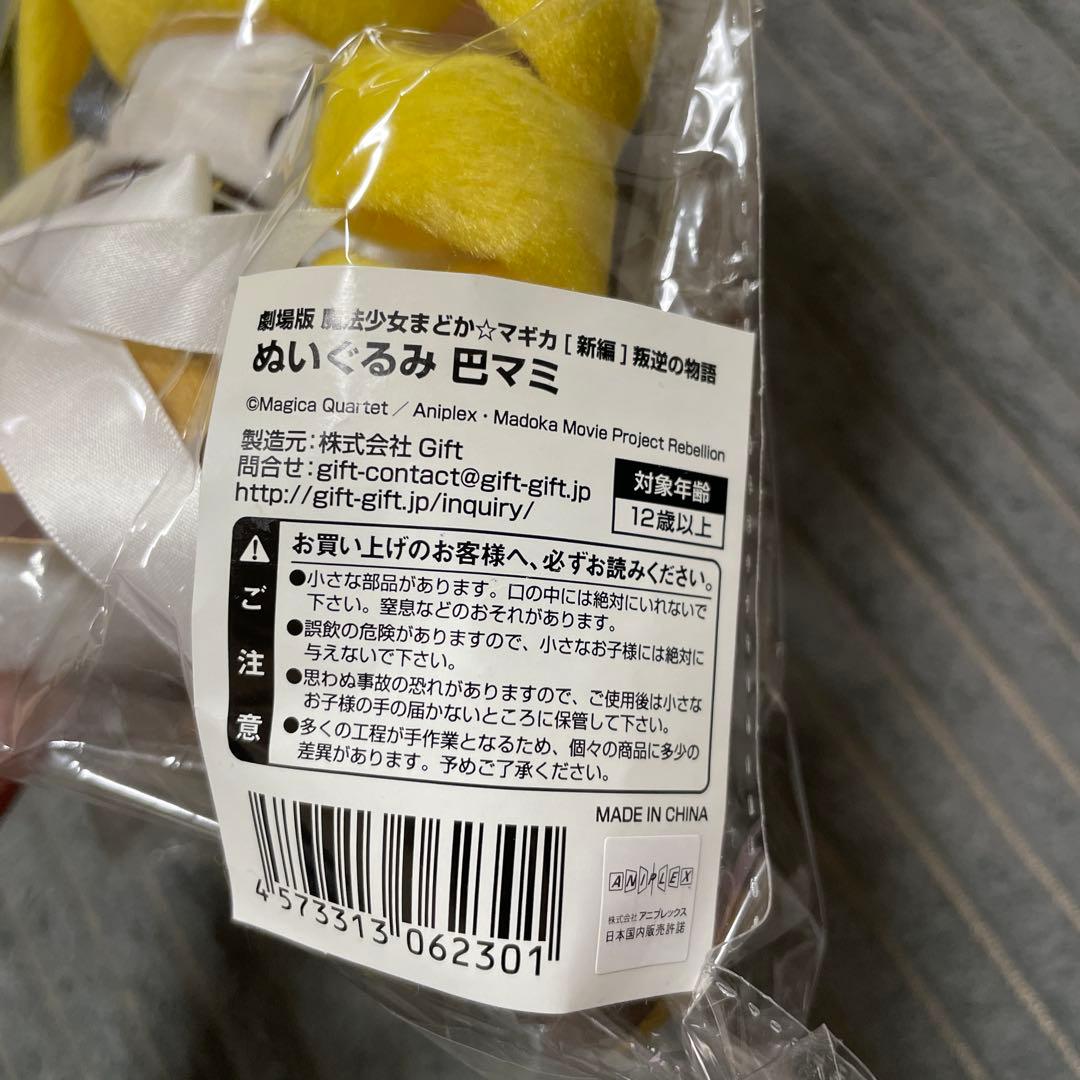 劇場版 魔法少女まどか☆マギカ [ 新編 ] 叛逆の物語
ぬいぐるみ 巴マミ
©Magica Quartet / Aniplex・Madoka Movie Project Rebellion
製造元:株式会社 Gift
問合せ:gift-contact@gift-gift.jp
http://gift-gift.jp/inquiry/
対象年齢
12歳以上
ご注意
お買い上げのお客様へ、必ずお読みください。
●小さな部品があります。口の中には絶対にいれないで
下さい。窒息などのおそれがあります。
●誤飲の危険がありますので、小さなお子様には絶対に
与えないで下さい。
●思わぬ事故の恐れがありますので、ご使用後は小さな
お子様の手の届かないところに保管して下さい。
●多くの工程が手作業となるため、個々の商品に多少の
差異があります。予めご了承ください。
MADE IN CHINA
ANIPLEX
株式会社アニプレックス
日本国内販売許諾
4 573313 062301